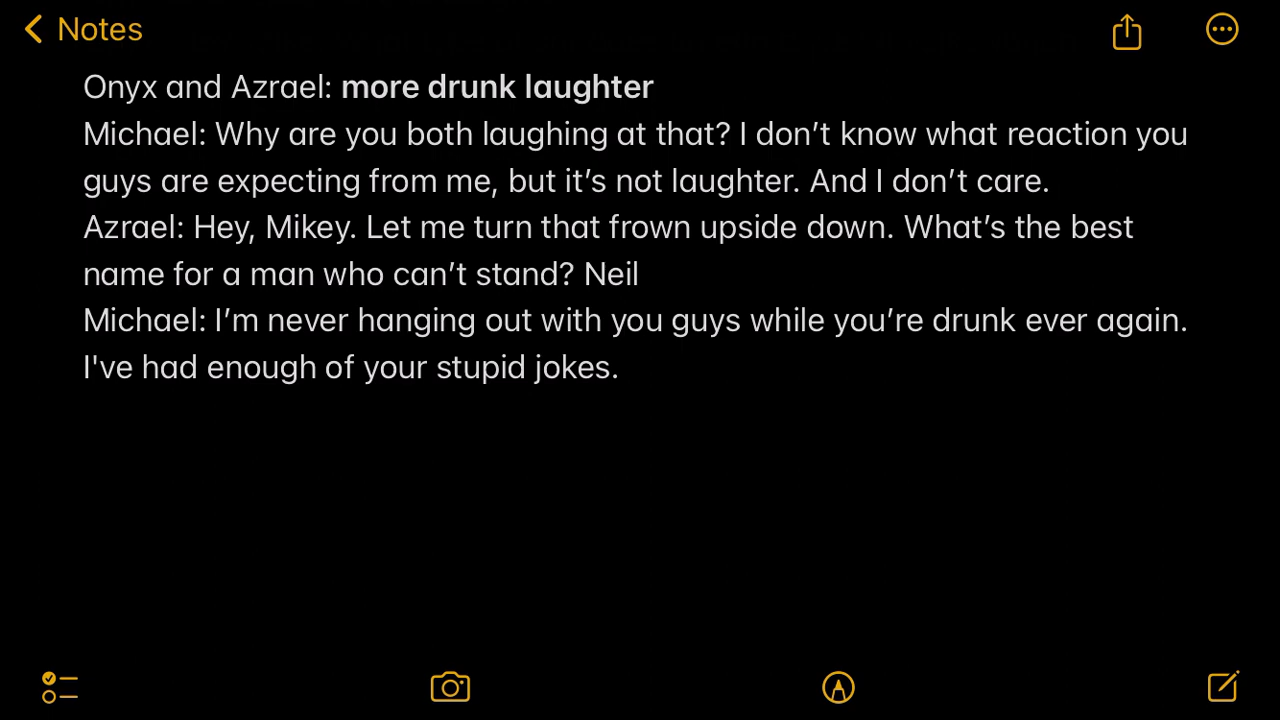 Notes
Onyx and Azrael: more drunk laughter
Michael: Why are you both laughing at that? I don’t know what reaction you
guys are expecting from me, but it’s not laughter. And I don’t care.
Azrael: Hey, Mikey. Let me turn that frown upside down. What’s the best
name for a man who can’t stand? Neil
Michael: I’m never hanging out with you guys while you’re drunk ever again.
I've had enough of your stupid jokes.